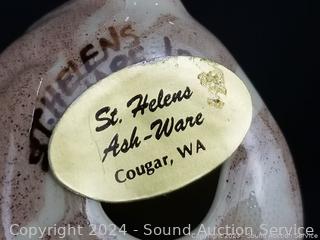 ST. HELENS
St. Helens
Ash-Ware
Cougar, WA
Copyright 2024 - Sound Auction Service